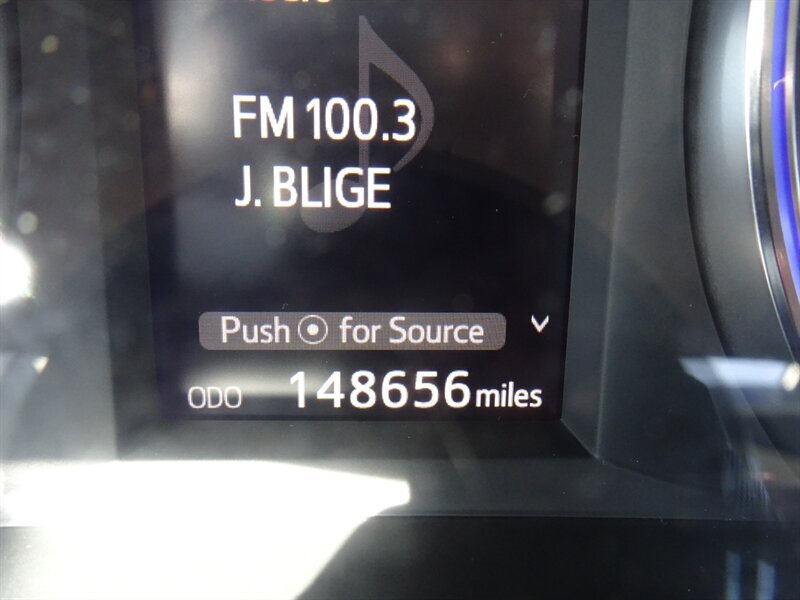 FM 100.3
J. BLIGE
Push for Source
ODO 148656 miles